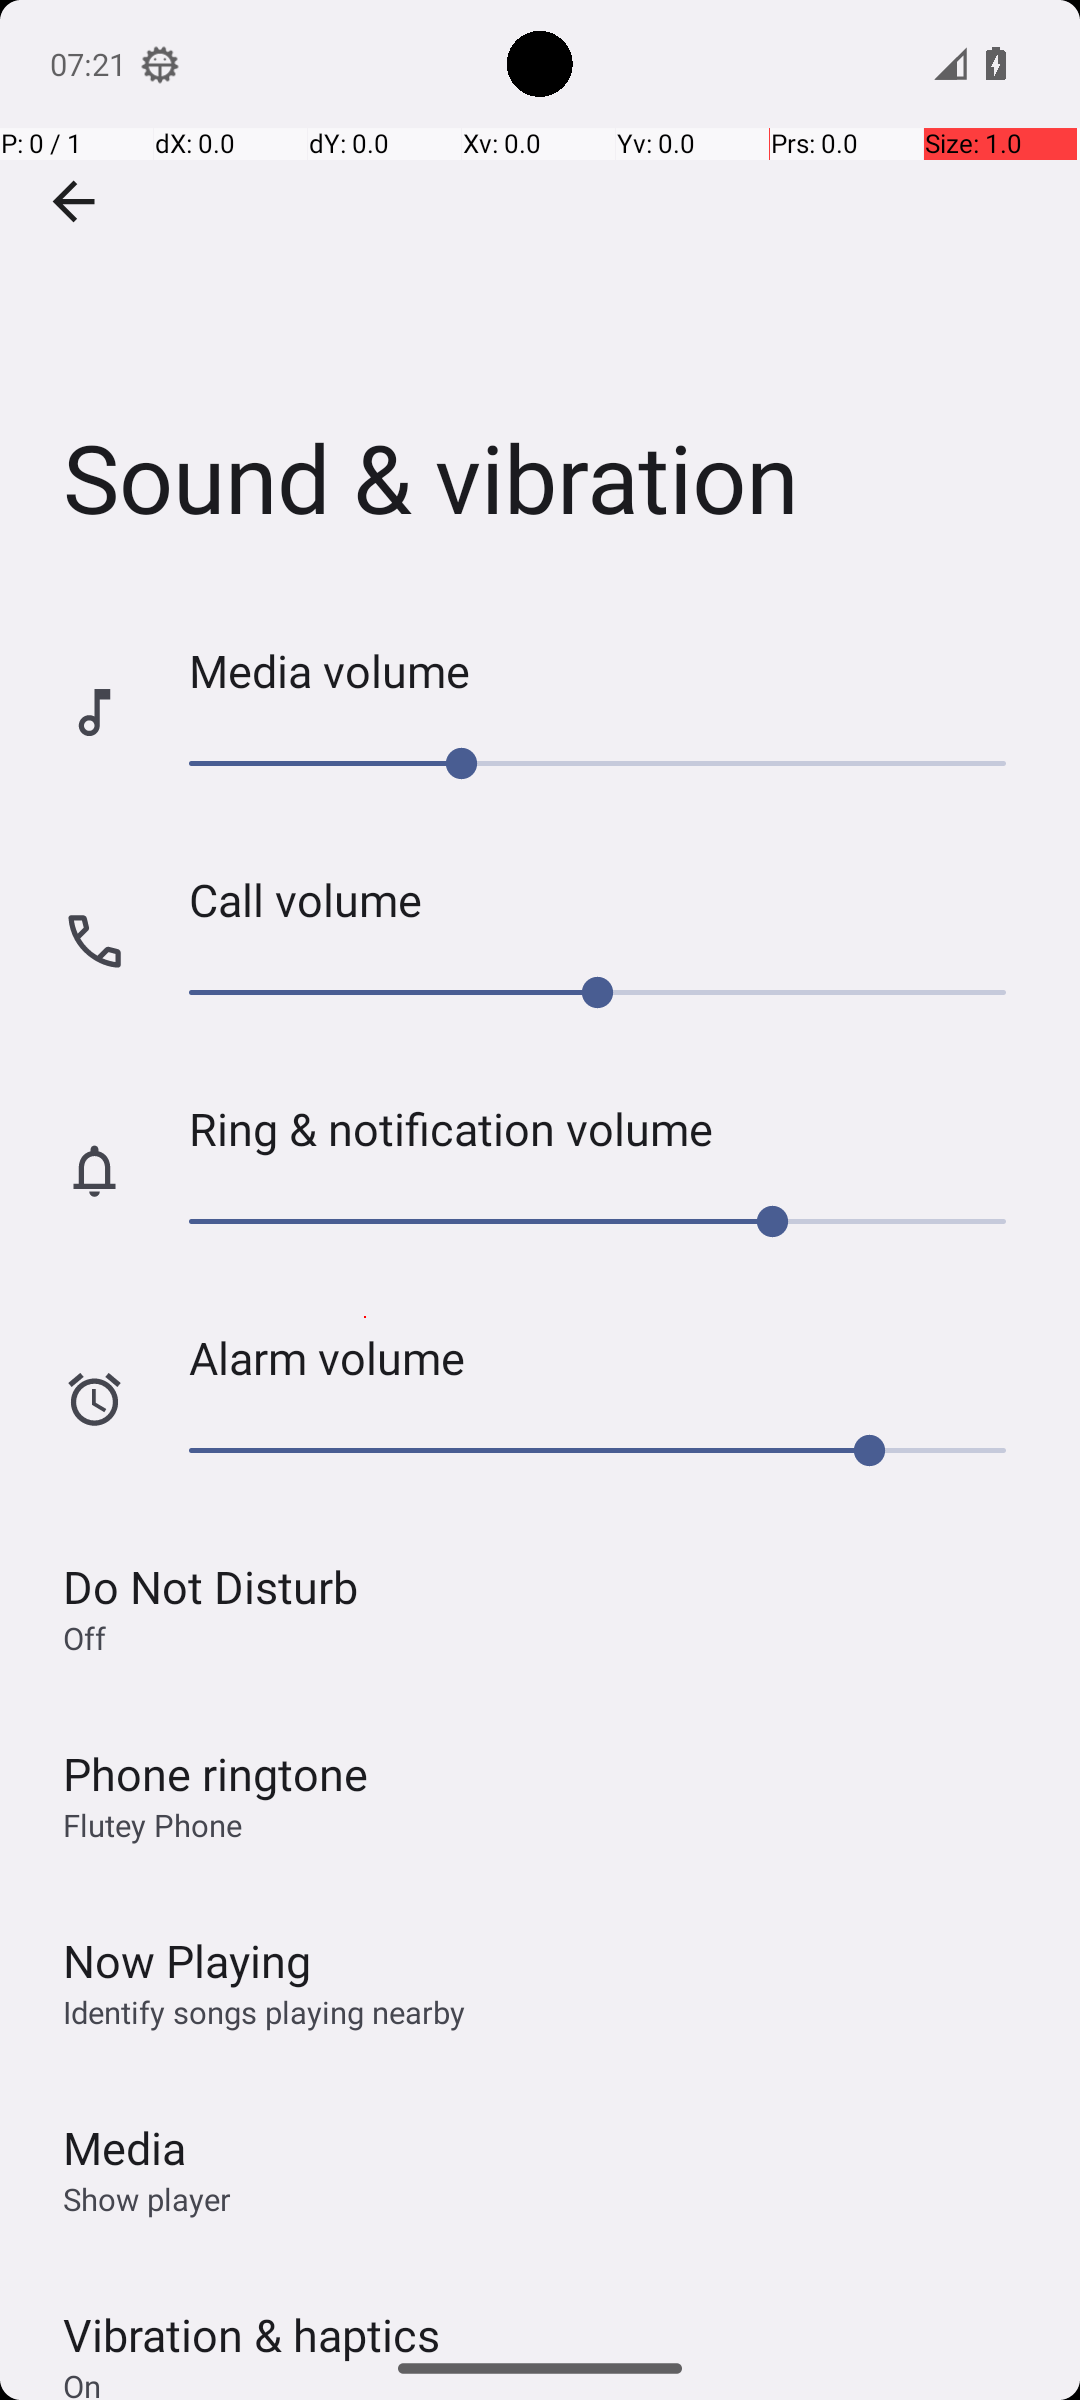 07:21
P: 0 / 1 dX: 0.0 dY: 0.0 Xv: 0.0 Yv: 0.0 Prs: 0.0 Size: 1.0
Sound & vibration
Media volume
Call volume
Ring & notification volume
Alarm volume
Do Not Disturb
Off
Phone ringtone
Flutey Phone
Now Playing
Identify songs playing nearby
Media
Show player
Vibration & haptics
On